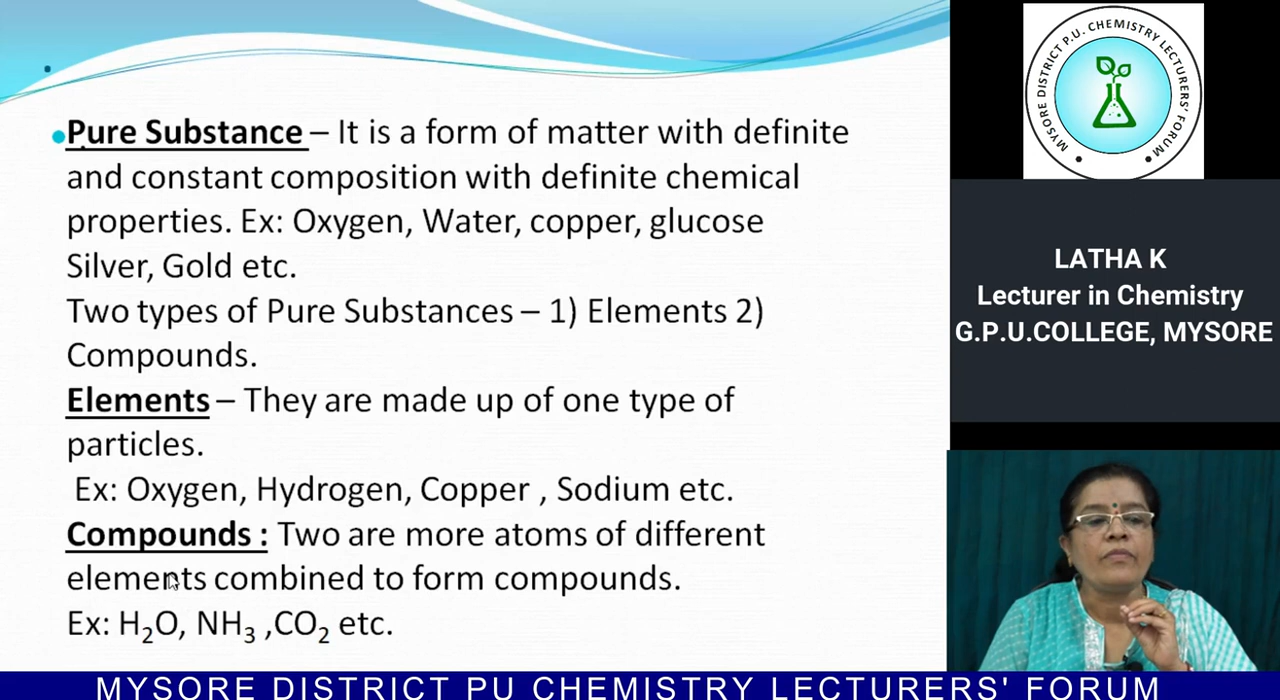 Pure Substance – It is a form of matter with definite
and constant composition with definite chemical
properties. Ex: Oxygen, Water, copper, glucose
Silver, Gold etc.
Two types of Pure Substances – 1) Elements 2)
Compounds.
Elements – They are made up of one type of
particles.
Ex: Oxygen, Hydrogen, Copper , Sodium etc.
Compounds : Two are more atoms of different
elements combined to form compounds.
Ex: H₂O, NH₃ ,CO₂ etc.
MYSORE DISTRICT P.U. CHEMISTRY LECTURERS' FORUM
LATHA K
Lecturer in Chemistry
G.P.U.COLLEGE, MYSORE
MYSORE DISTRICT PU CHEMISTRY LECTURERS' FORUM